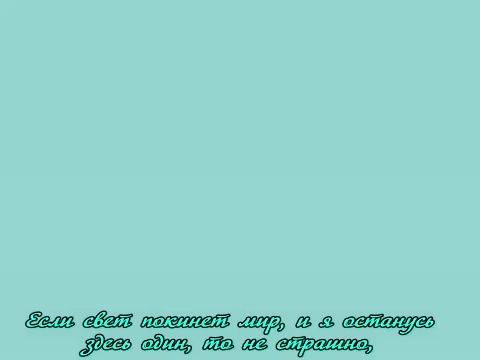 Если свет покинет мир, и я останусь
здесь один, то не страшно,